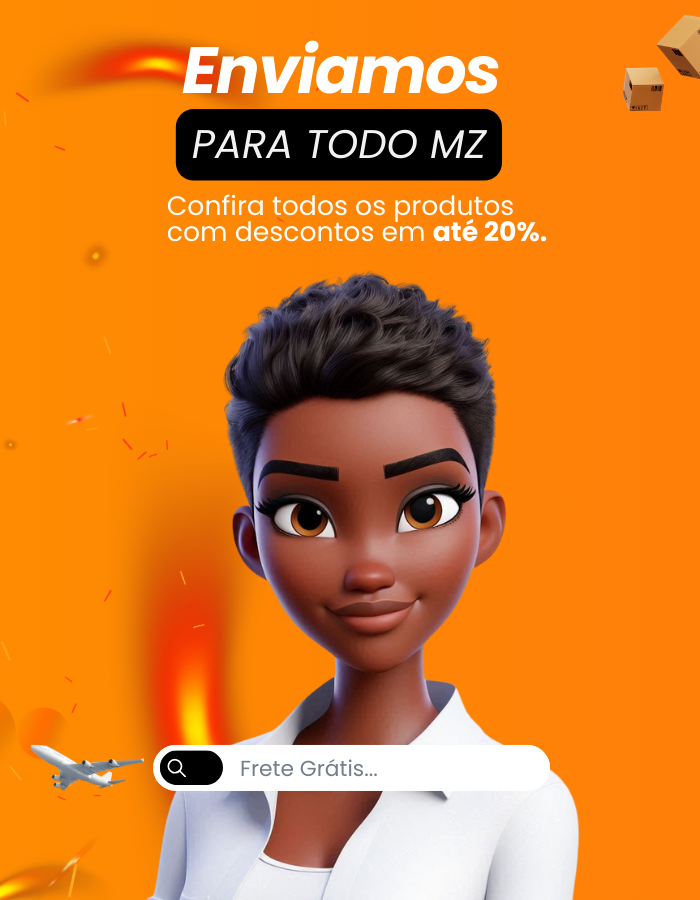 Enviamos
PARA TODO MZ
Confira todos os produtos
com descontos em até 20%.
Frete Grátis...